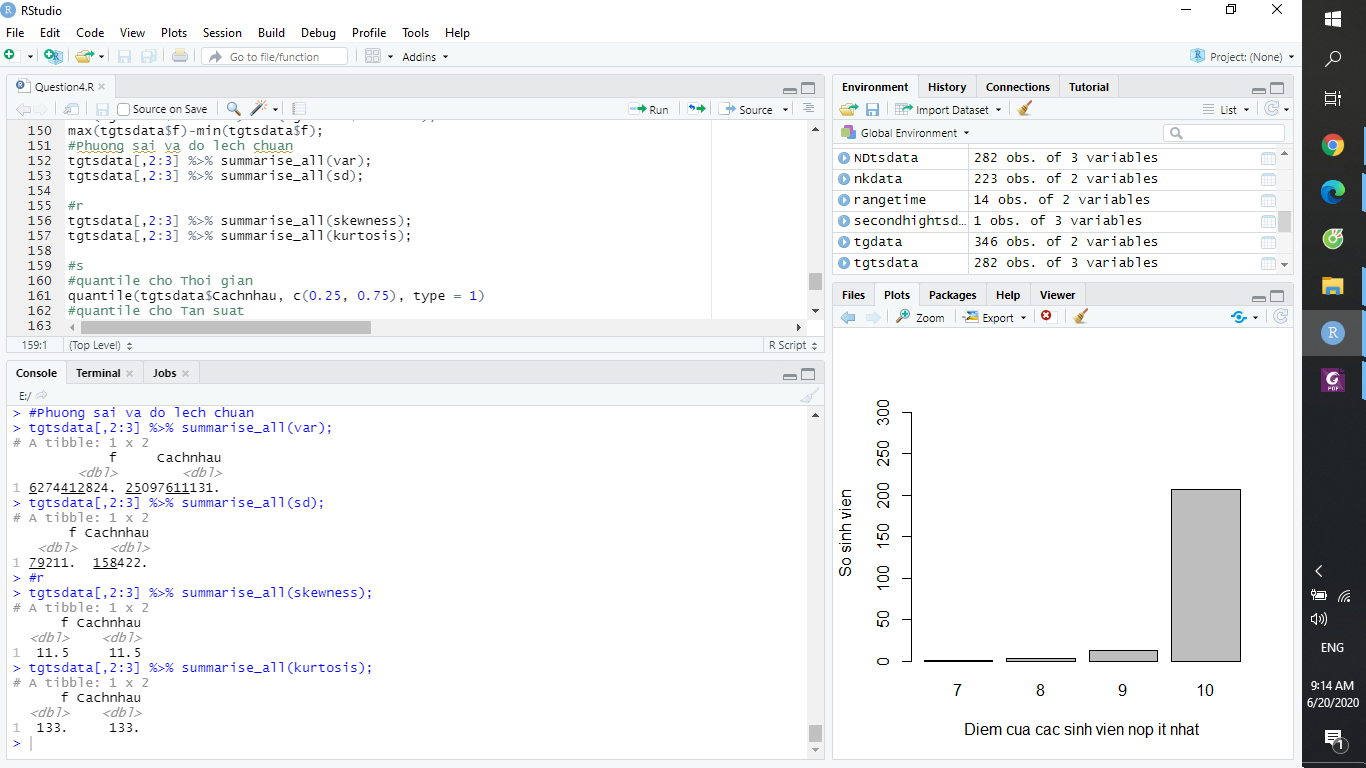 RStudio
File Edit Code View Plots Session Build Debug Profile Tools Help
Go to file/function Addins Project: (None)
Question4.R
Source on Save Run Source
150 max(tgtsdata$f)-min(tgtsdata$f);
151 #Phuong sai va do lech chuan
152 tgtsdata[,2:3] %>% summarise_all(var);
153 tgtsdata[,2:3] %>% summarise_all(sd);
154
155 #r
156 tgtsdata[,2:3] %>% summarise_all(skewness);
157 tgtsdata[,2:3] %>% summarise_all(kurtosis);
158
159 #s
160 #quantile cho Thoi gian
161 quantile(tgtsdata$Cachnhau, c(0.25, 0.75), type = 1)
162 #quantile cho Tan suat
163
159:1 (Top Level) R Script
Console Terminal Jobs
E:/
> #Phuong sai va do lech chuan
> tgtsdata[,2:3] %>% summarise_all(var);
# A tibble: 1 x 2
f Cachnhau
<dbl> <dbl>
1 6274412824. 25097611131.
> tgtsdata[,2:3] %>% summarise_all(sd);
# A tibble: 1 x 2
f Cachnhau
<dbl> <dbl>
1 79211. 158422.
> #r
> tgtsdata[,2:3] %>% summarise_all(skewness);
# A tibble: 1 x 2
f Cachnhau
<dbl> <dbl>
1 11.5 11.5
> tgtsdata[,2:3] %>% summarise_all(kurtosis);
# A tibble: 1 x 2
f Cachnhau
<dbl> <dbl>
1 133. 133.
>
Environment History Connections Tutorial
Import Dataset List
Global Environment
NDtsdata 282 obs. of 3 variables
nkdata 223 obs. of 2 variables
rangetime 14 obs. of 2 variables
secondhightsd… 1 obs. of 3 variables
tgdata 346 obs. of 2 variables
tgtsdata 282 obs. of 3 variables
Files Plots Packages Help Viewer
Zoom Export
So sinh vien
300
250
200
150
100
50
0
7 8 9 10
Diem cua cac sinh vien nop it nhat
R
PDF
ENG
9:14 AM
6/20/2020
1